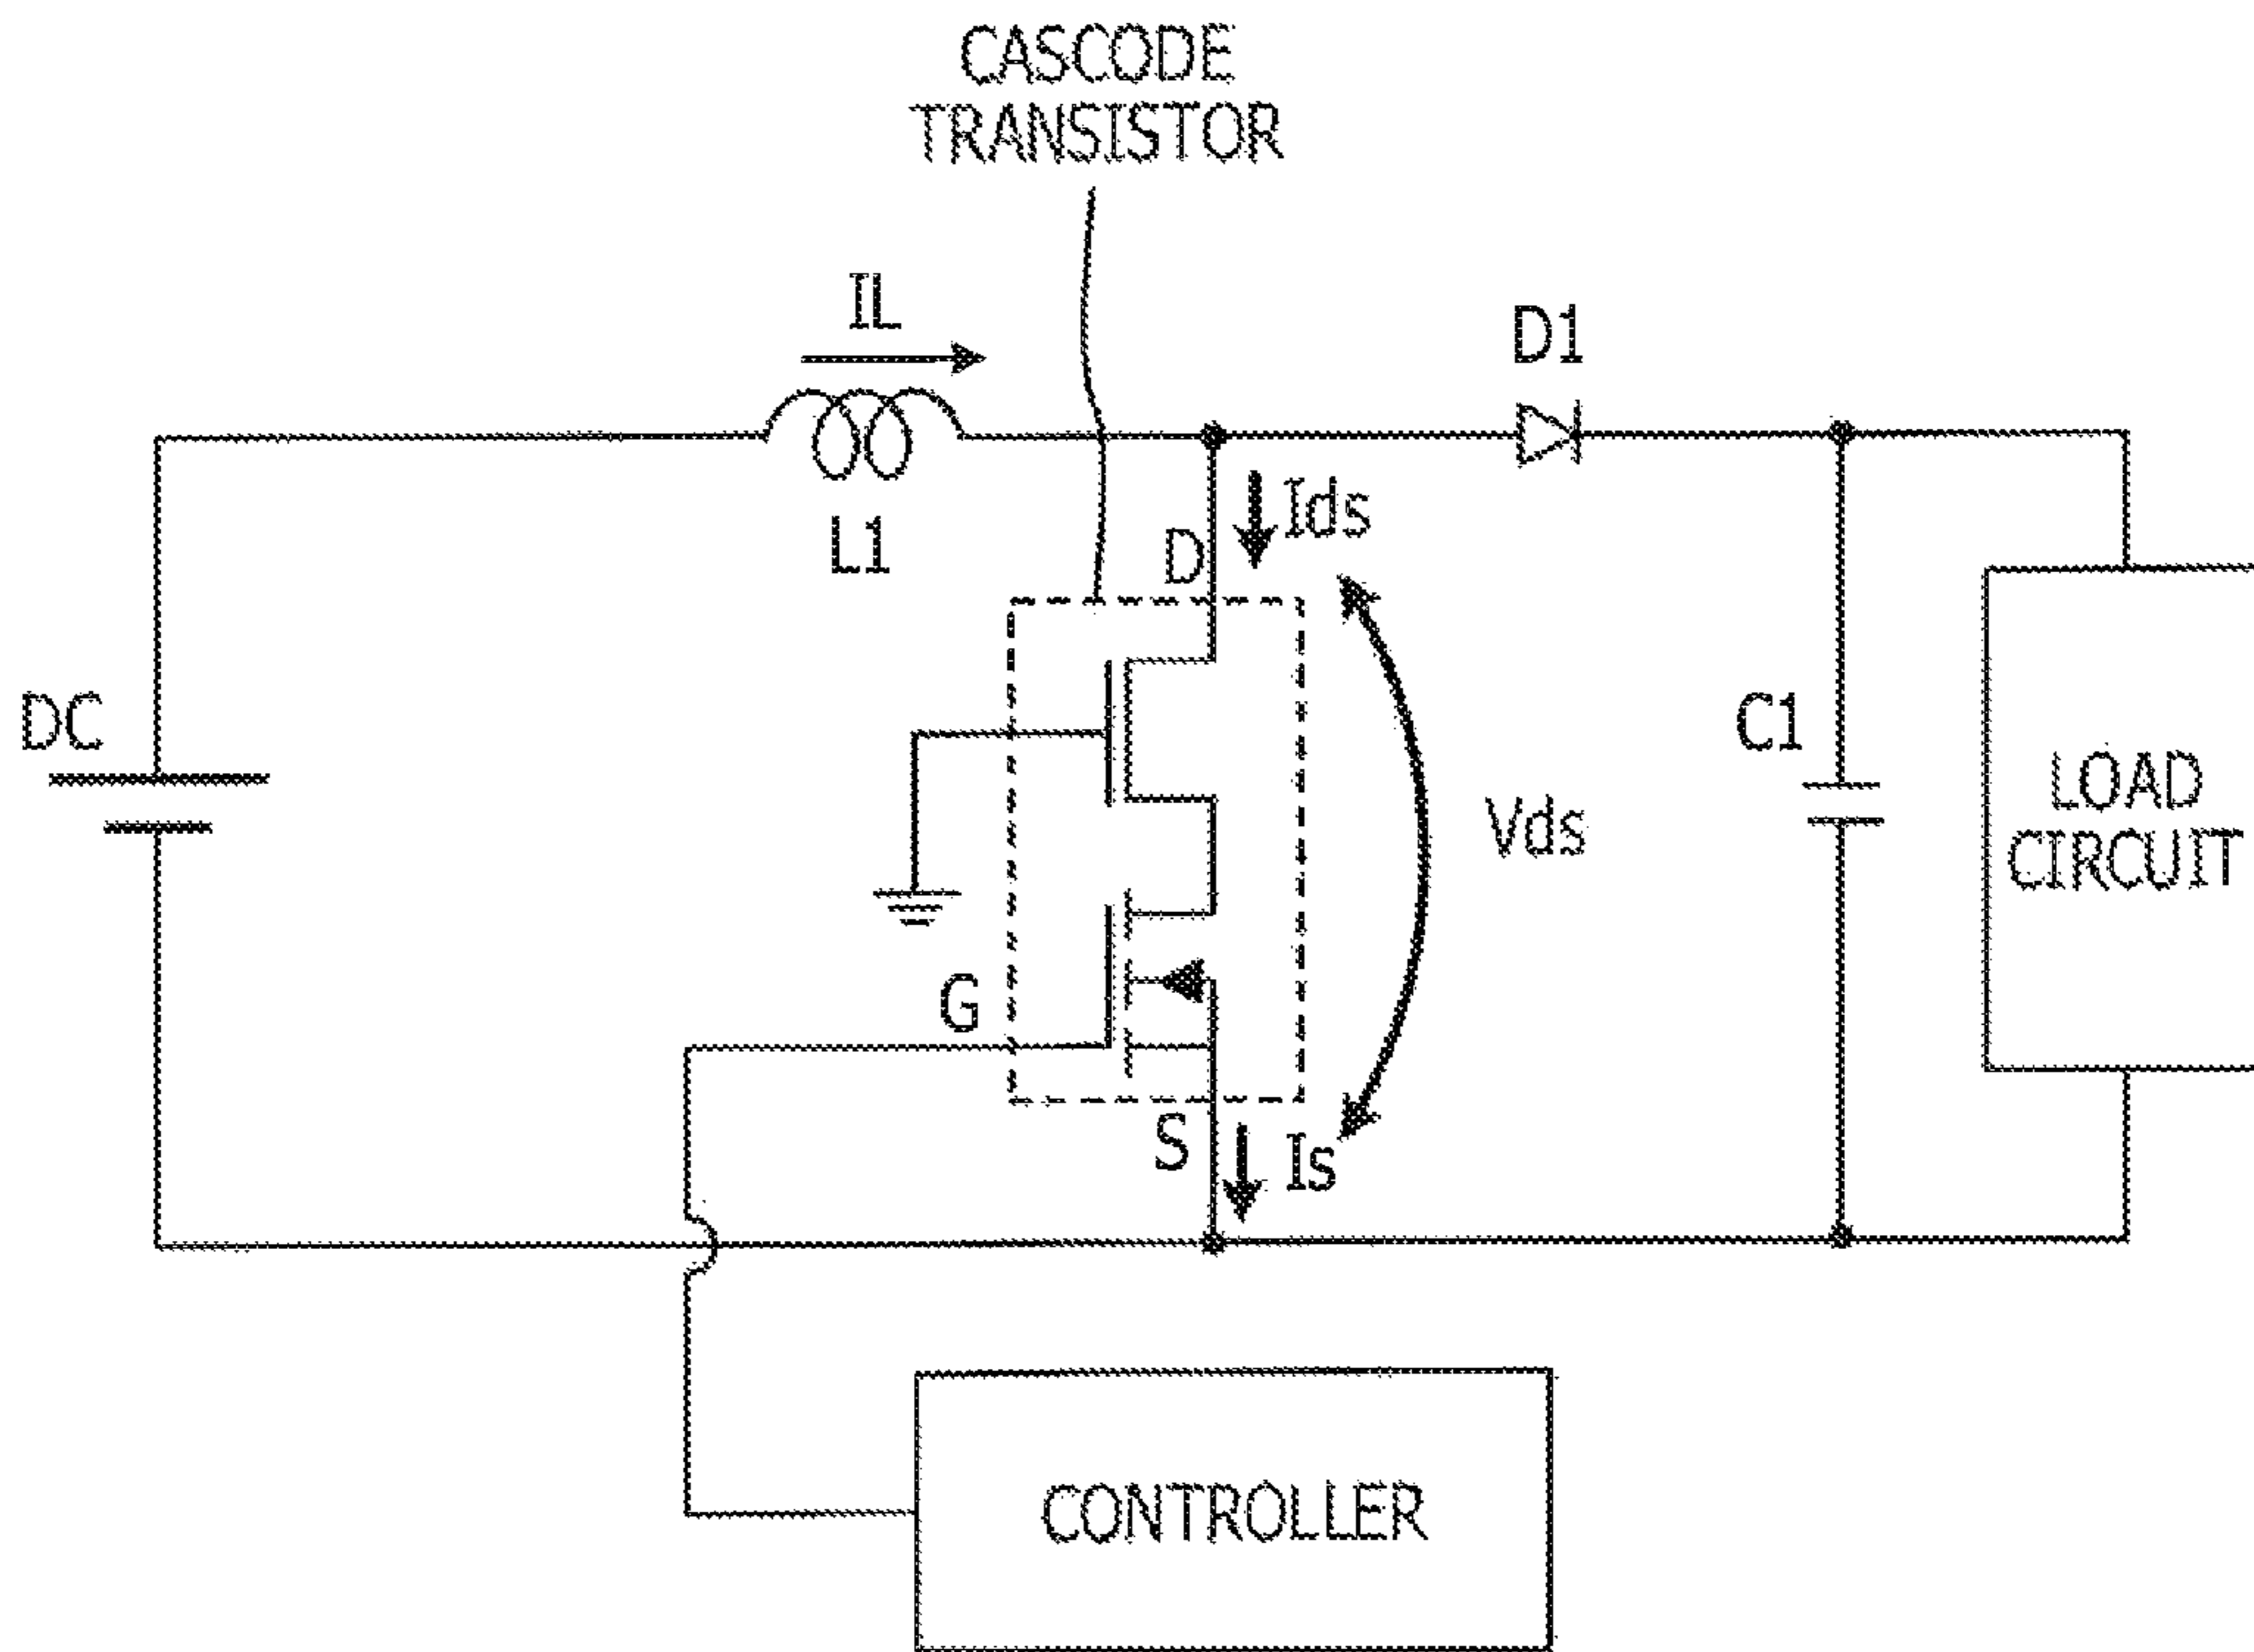 CASCODE
TRANSISTOR
IL
D1
Ids
L1
D
DC
C1
LOAD
CIRCUIT
Vds
G
S
Is
CONTROLLER